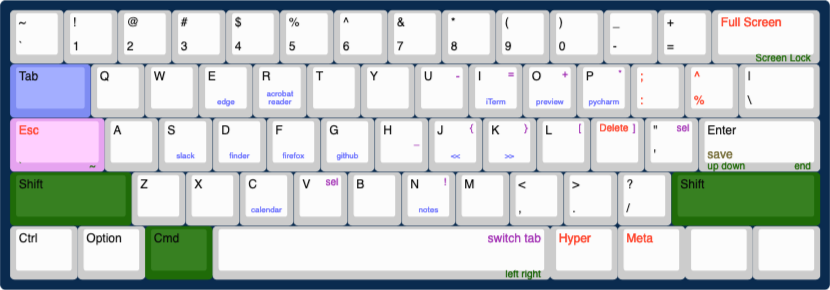 ~ ! @ # $ % ^ & * ( ) _ + Full Screen
` 1 2 3 4 5 6 7 8 9 0 - =
Screen Lock
Tab Q W E R T Y U - I = O + P * ; ^ |
edge acrobat reader iTerm preview pycharm : % \
Esc A S D F G H J { K } L [ Delete ] " sel Enter
_
slack finder firefox github << >> ' save
` ~ up down end
Shift Z X C V sel B N ! M < > ? Shift
calendar notes , . /
Ctrl Option Cmd switch tab Hyper Meta
left right